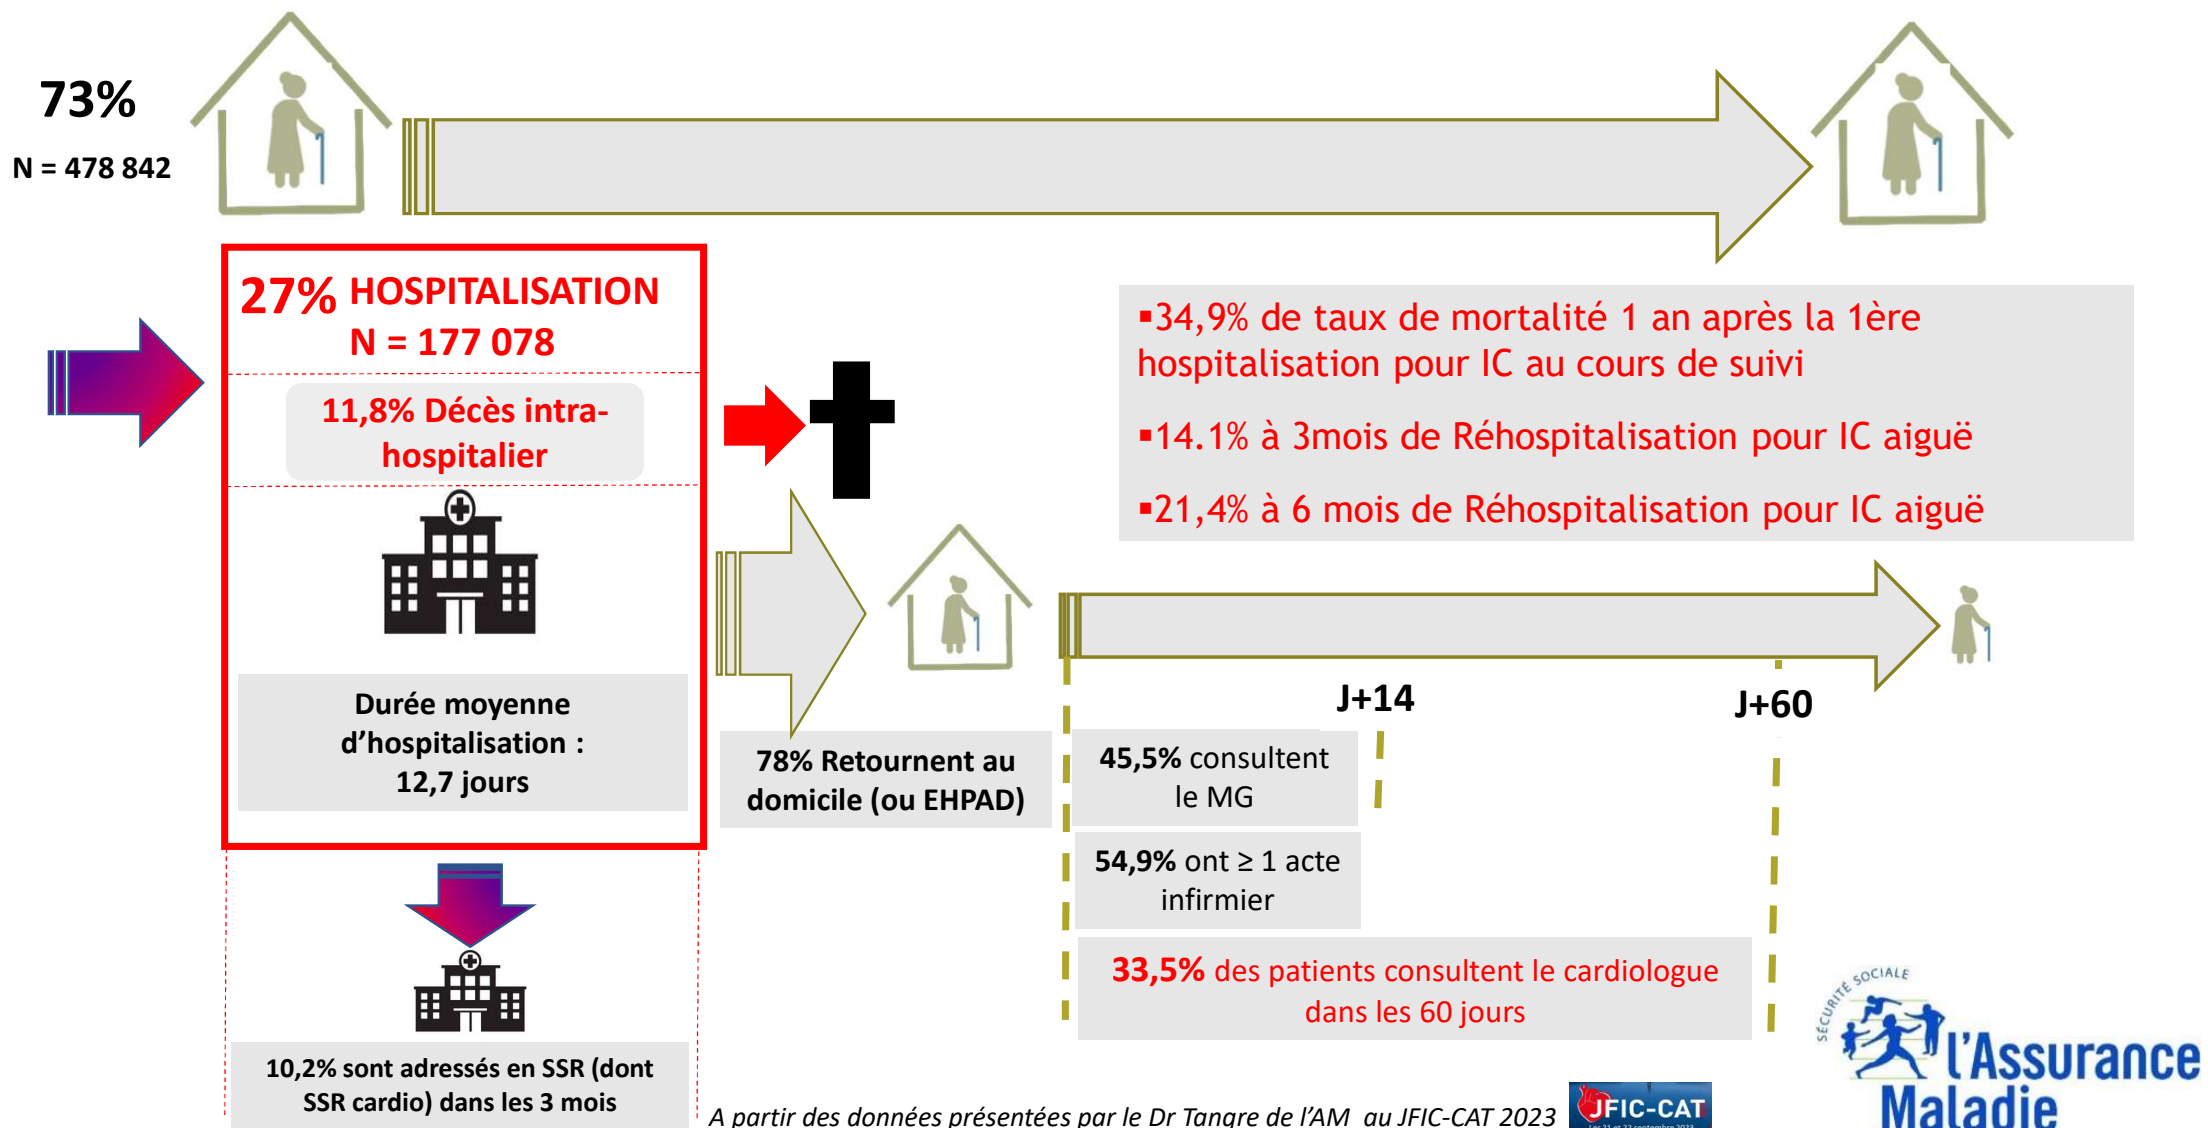 73%
N = 478 842
27% HOSPITALISATION
N = 177 078
11,8% Décès intra-
hospitalier
Durée moyenne
d'hospitalisation :
12,7 jours
10,2% sont adressés en SSR (dont
SSR cardio) dans les 3 mois
▪34,9% de taux de mortalité 1 an après la 1ère
hospitalisation pour IC au cours de suivi
▪14.1% à 3mois de Réhospitalisation pour IC aiguë
▪21,4% à 6 mois de Réhospitalisation pour IC aiguë
78% Retournent au
domicile (ou EHPAD)
J+14
J+60
45,5% consultent
le MG
54,9% ont ≥ 1 acte
infirmier
33,5% des patients consultent le cardiologue
dans les 60 jours
A partir des données présentées par le Dr Tangre de l'AM au JFIC-CAT 2023
JFIC-CAT
Les 21 et 22 septembre 2023
SÉCURITÉ SOCIALE
l'Assurance
Maladie